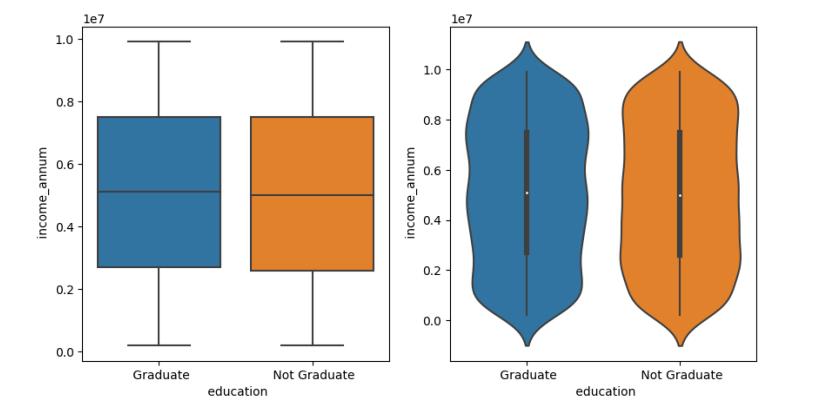 1e7
1.0
0.8
0.6
0.4
0.2
0.0
income_annum
Graduate
Not Graduate
education
1e7
1.0
0.8
0.6
0.4
0.2
0.0
income_annum
Graduate
Not Graduate
education